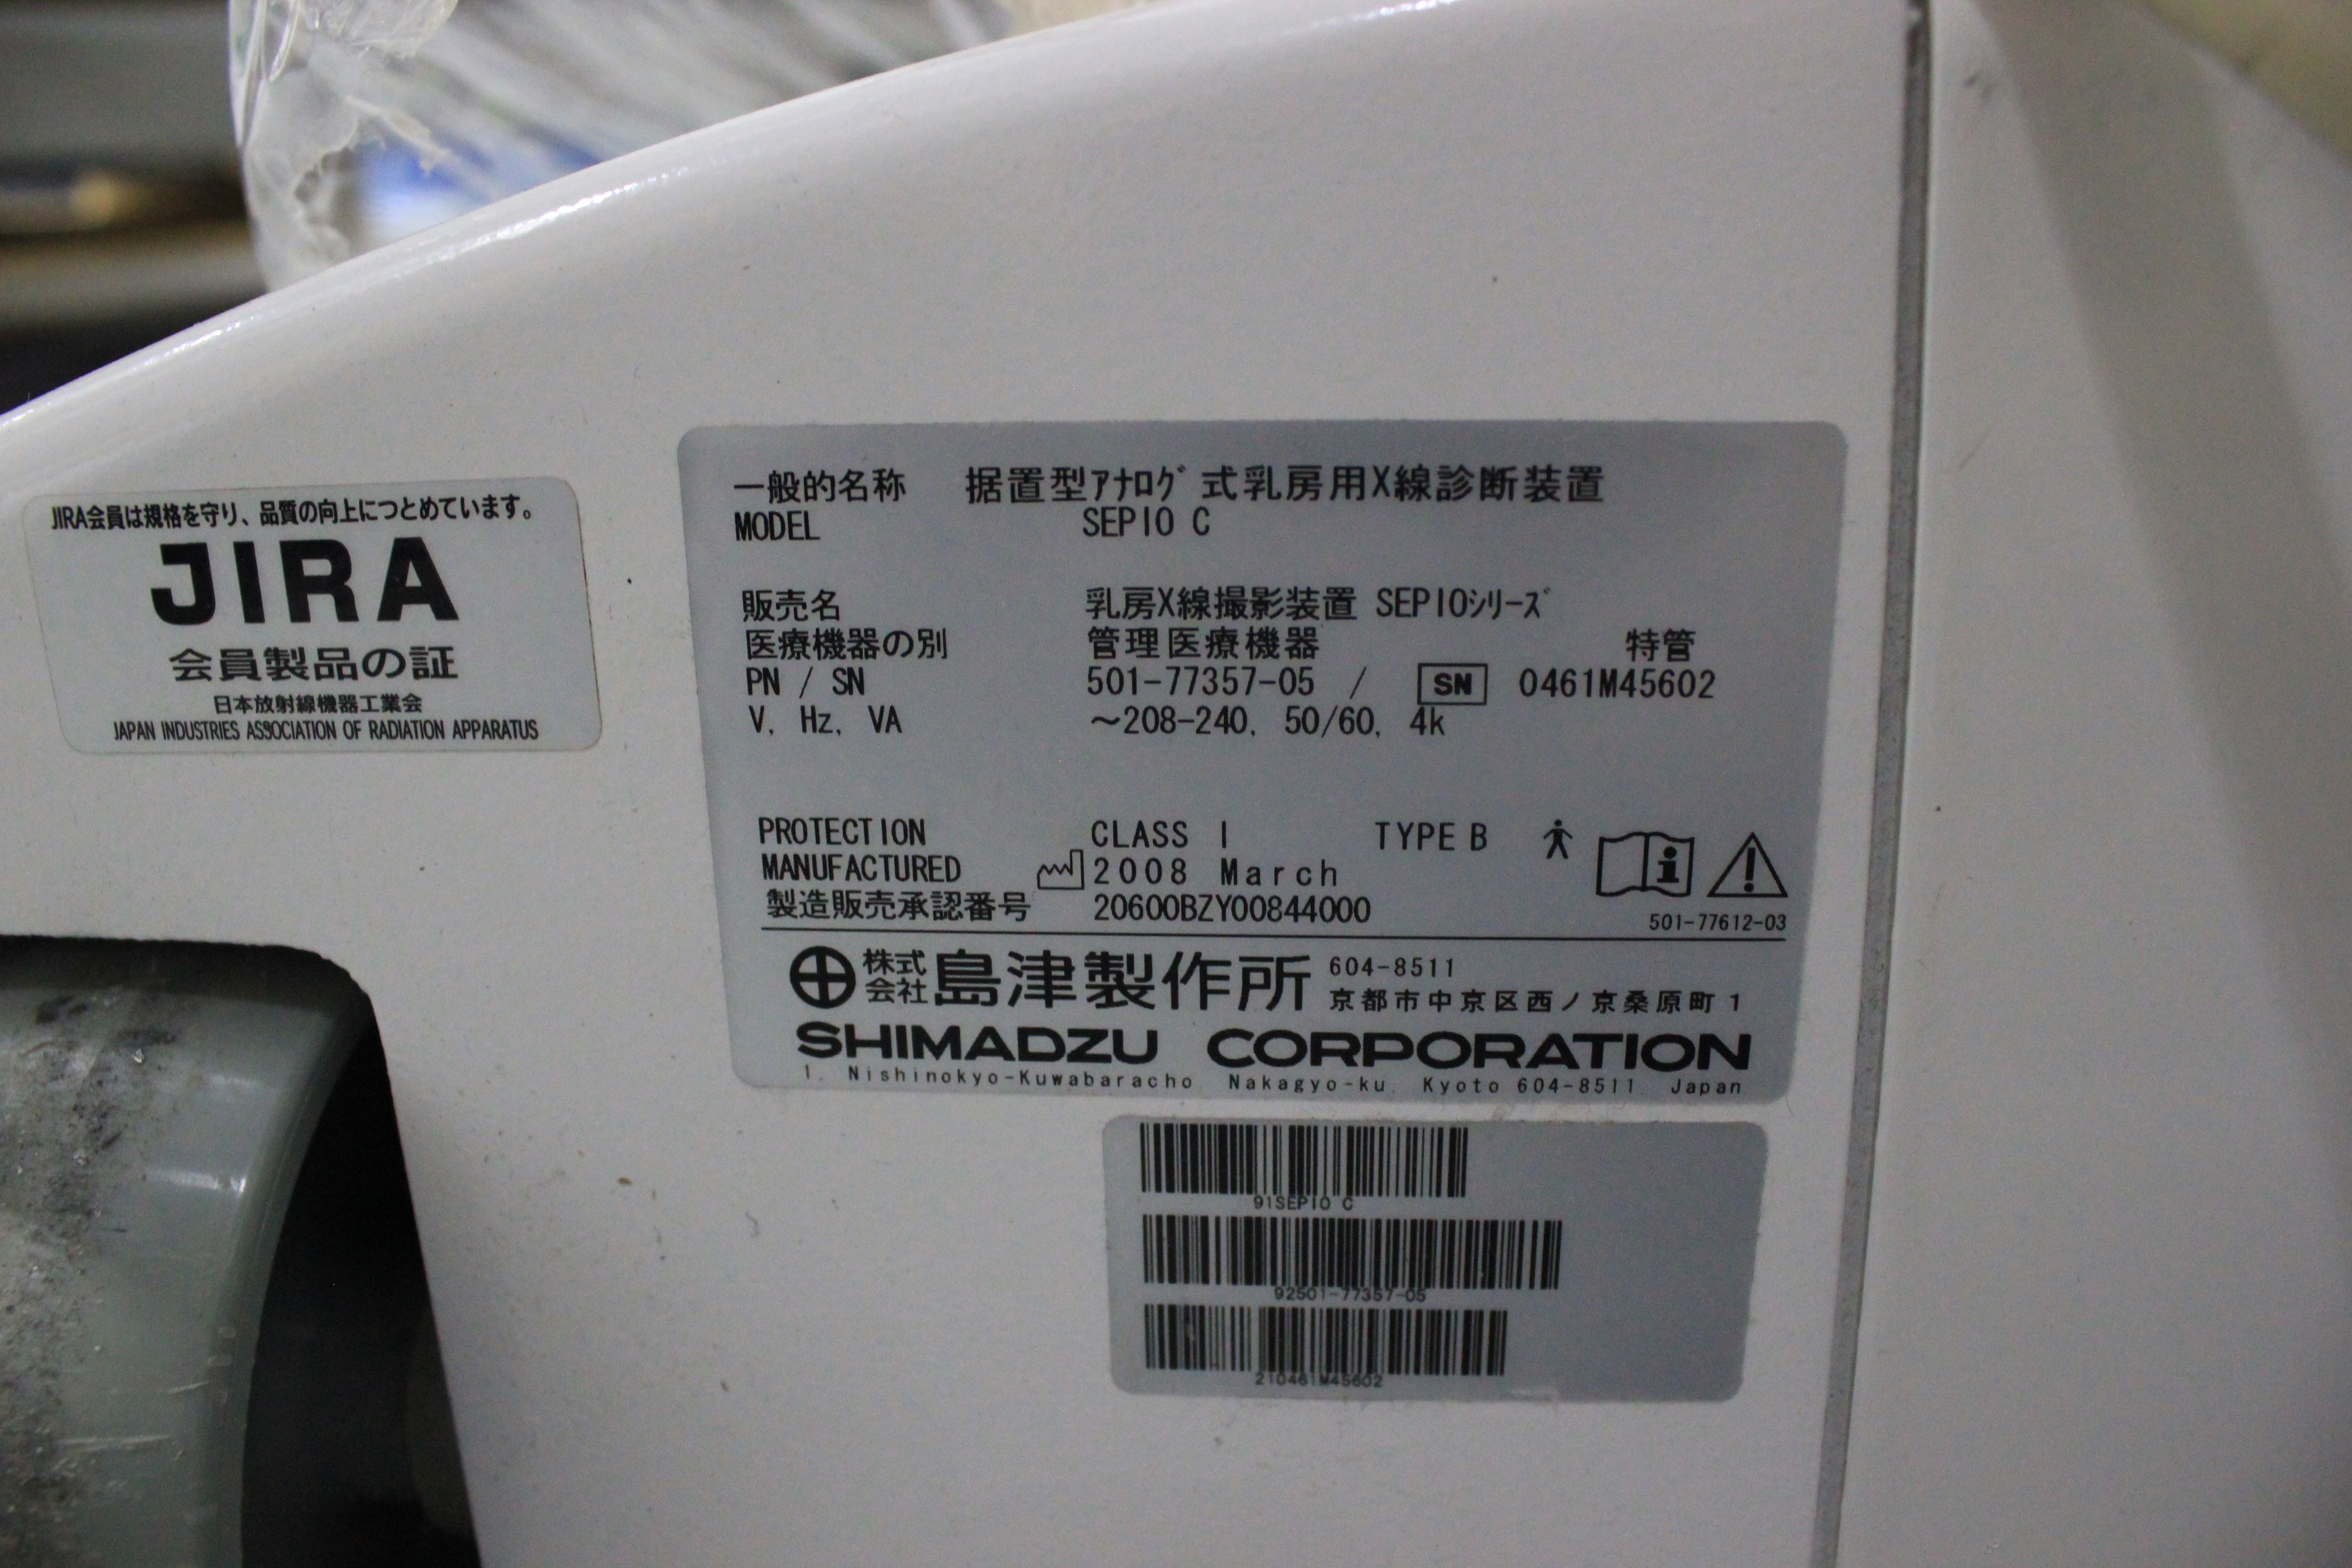 JIRA会員は規格を守り、品質の向上につとめています。
JIRA
会員製品の証
日本放射線機器工業会
JAPAN INDUSTRIES ASSOCIATION OF RADIATION APPARATUS
一般的名称 据置型アナログ式乳房用X線診断装置
MODEL SEPIO C
販売名 乳房X線撮影装置 SEPIOシリーズ
医療機器の別 管理医療機器 特管
PN / SN 501-77357-05 / SN 0461M45602
V, Hz, VA ~208-240, 50/60, 4k
PROTECTION CLASS I TYPE B
MANUFACTURED 2008 March
製造販売承認番号 20600BZY00844000
501-77612-03
株式会社 島津製作所 604-8511
京都市中京区西ノ京桑原町1
SHIMADZU CORPORATION
1, Nishinokyo-Kuwabaracho, Nakagyo-ku, Kyoto 604-8511, Japan
91SEPIO C
92501-77357-05
210461M45602